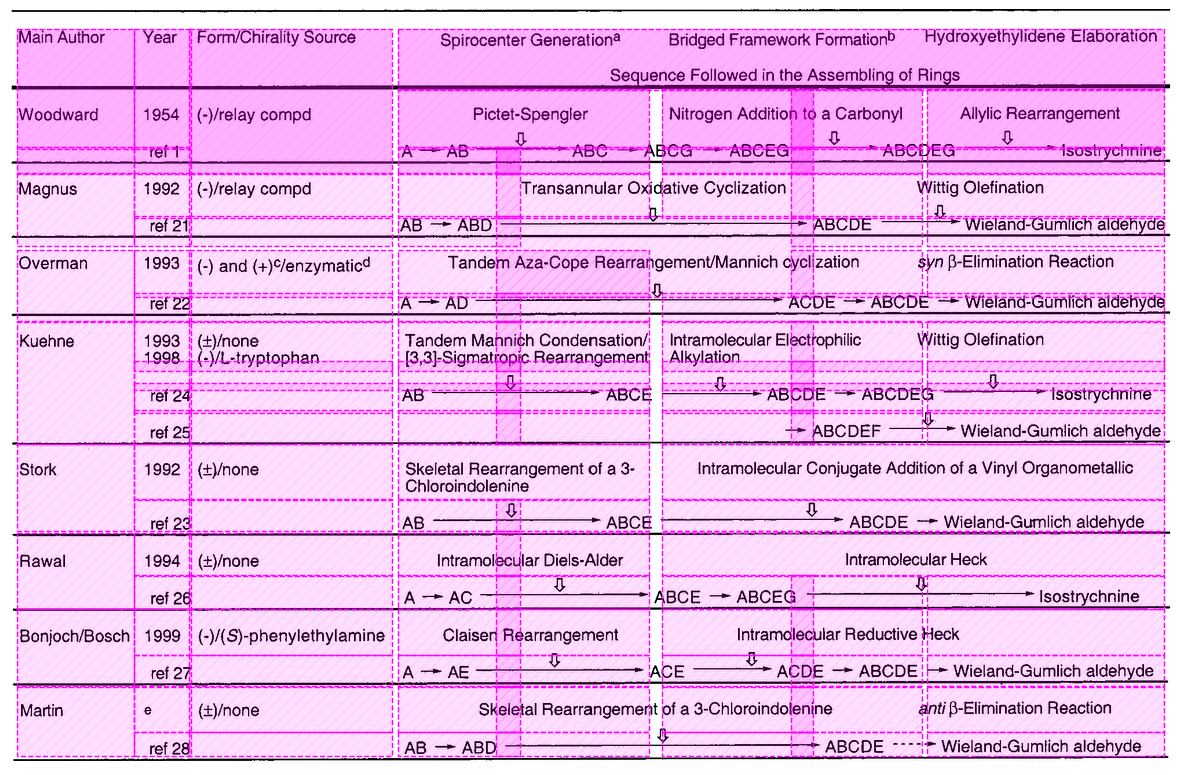 Main Author Year Form/Chirality Source Spirocenter Generationa Bridged Framework Formationb Hydroxyethylidene Elaboration
Sequence Followed in the Assembling of Rings
Woodward 1954 (-)/relay compd Pictet-Spengler Nitrogen Addition to a Carbonyl Allylic Rearrangement
ref 1 A → AB → ABC → ABCG → ABCEG → ABCDEG → Isostrychnine
Magnus 1992 (-)/relay compd Transannular Oxidative Cyclization Wittig Olefination
ref 21 AB → ABD → ABCDE → Wieland-Gumlich aldehyde
Overman 1993 (-) and (+)c/enzymaticd Tandem Aza-Cope Rearrangement/Mannich cyclization syn β-Elimination Reaction
ref 22 A → AD → ACDE → ABCDE → Wieland-Gumlich aldehyde
Kuehne 1993 (±)/none Tandem Mannich Condensation/ Intramolecular Electrophilic Wittig Olefination
1998 (-)/L-tryptophan [3,3]-Sigmatropic Rearrangement Alkylation
ref 24 AB → ABCE → ABCDE → ABCDEG → Isostrychnine
ref 25 → ABCDEF → Wieland-Gumlich aldehyde
Stork 1992 (±)/none Skeletal Rearrangement of a 3- Intramolecular Conjugate Addition of a Vinyl Organometallic
Chloroindolenine
ref 23 AB → ABCE → ABCDE → Wieland-Gumlich aldehyde
Rawal 1994 (±)/none Intramolecular Diels-Alder Intramolecular Heck
ref 26 A → AC → ABCE → ABCEG → Isostrychnine
Bonjoch/Bosch 1999 (-)/(S)-phenylethylamine Claisen Rearrangement Intramolecular Reductive Heck
ref 27 A → AE → ACE → ACDE → ABCDE → Wieland-Gumlich aldehyde
Martin e (±)/none Skeletal Rearrangement of a 3-Chloroindolenine anti β-Elimination Reaction
ref 28 AB → ABD → ABCDE → Wieland-Gumlich aldehyde